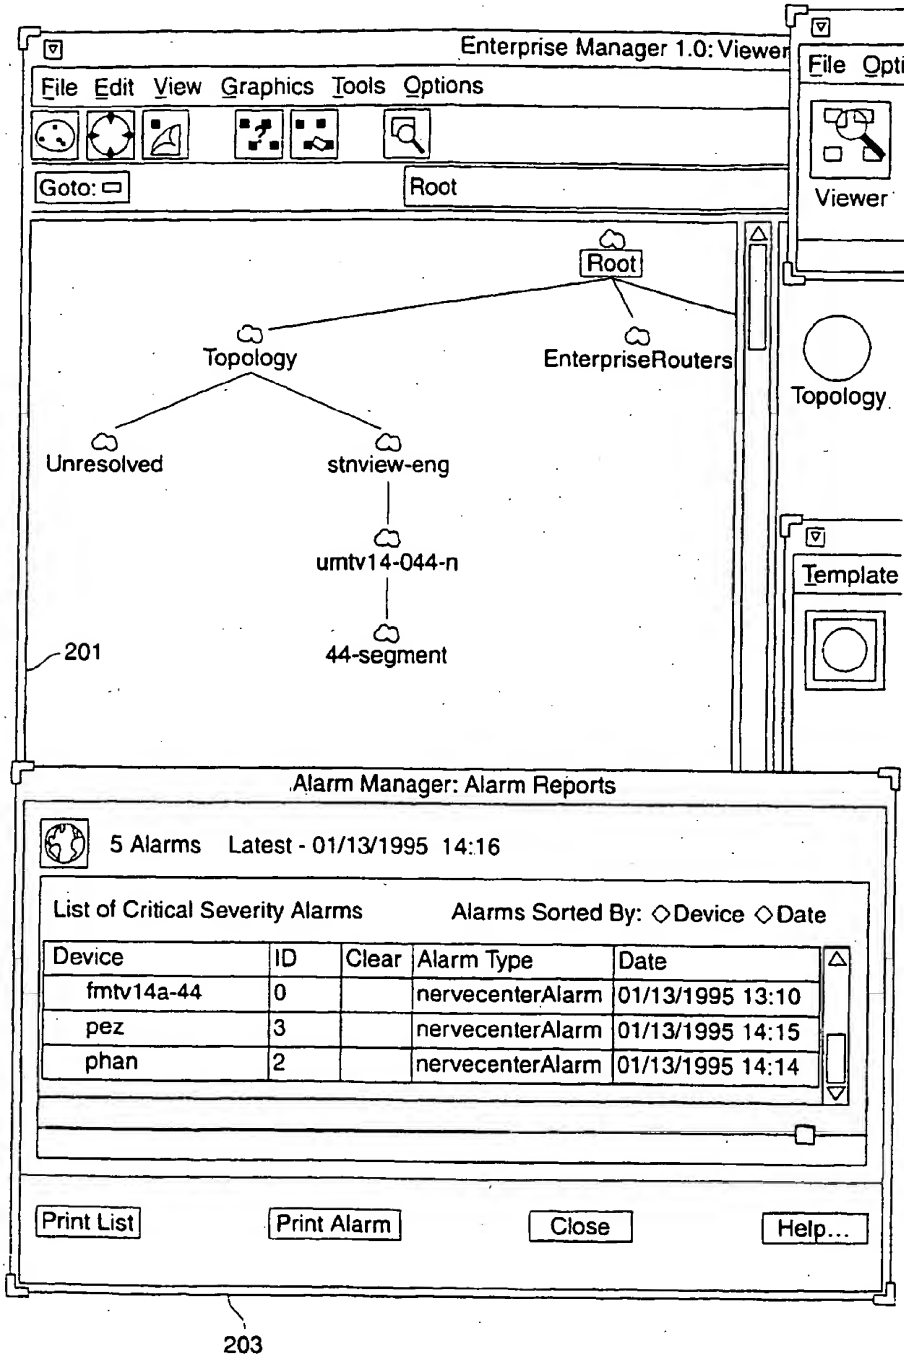 Enterprise Manager 1.0: Viewer
File Edit View Graphics Tools Options
Goto:
Root
File Opti
Viewer
Root
Topology
EnterpriseRouters
Topology
Unresolved
stnview-eng
umtv14-044-n
Template
201
44-segment
Alarm Manager: Alarm Reports
5 Alarms Latest - 01/13/1995 14:16
List of Critical Severity Alarms Alarms Sorted By: Device Date
Device ID Clear Alarm Type Date
fmtv14a-44 0 nervecenterAlarm 01/13/1995 13:10
pez 3 nervecenterAlarm 01/13/1995 14:15
phan 2 nervecenterAlarm 01/13/1995 14:14
Print List Print Alarm Close Help...
203